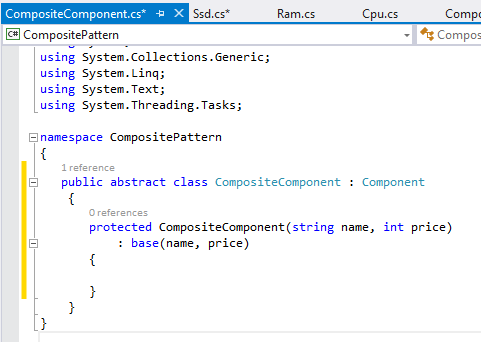 CompositeComponent.cs* Ssd.cs* Ram.cs Cpu.cs Compo
C# CompositePattern Compos
using System.Collections.Generic;
using System.Linq;
using System.Text;
using System.Threading.Tasks;
namespace CompositePattern
{
1 reference
public abstract class CompositeComponent : Component
{
0 references
protected CompositeComponent(string name, int price)
: base(name, price)
{
}
}
}